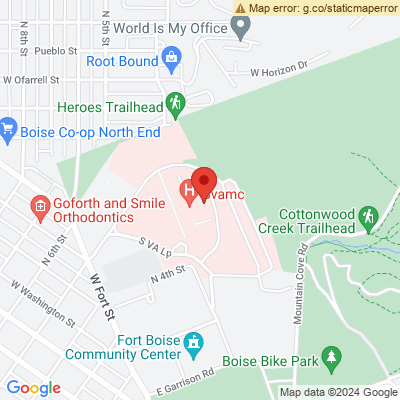 Map error: g.co/staticmaperror
World Is My Office
N 8th St
N 5th St
Pueblo St
Root Bound
W Horizon Dr
W Ofarrell St
Heroes Trailhead
Boise Co-op North End
H
vamc
Goforth and Smile
Orthodontics
Cottonwood
Creek Trailhead
N 6th St
S VA Lp
N 4th St
W Fort St
Mountain Cove Rd
W Washington St
Fort Boise
Community Center
Boise Bike Park
E Garrison Rd
Google
Map data ©2024 Google